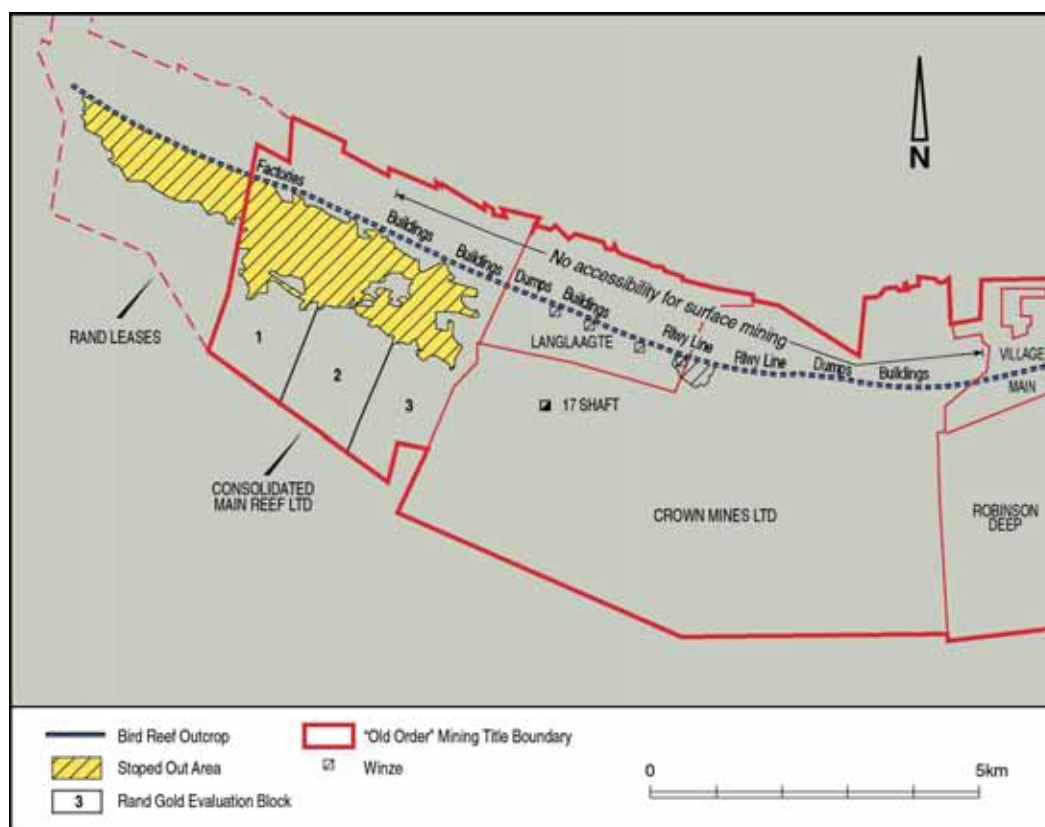 N
Factories
Buildings
Buildings
Dumps
Buildings
No accessibility for surface mining
Rlwy Line
Rlwy Line
Dumps
Buildings
LANGLAAGTE
VILLAGE
MAIN
RAND LEASES
1
2
3
17 SHAFT
CONSOLIDATED
MAIN REEF LTD
CROWN MINES LTD
ROBINSON
DEEP
Bird Reef Outcrop
"Old Order" Mining Title Boundary
Stoped Out Area
Winze
3 Rand Gold Evaluation Block
0 5km